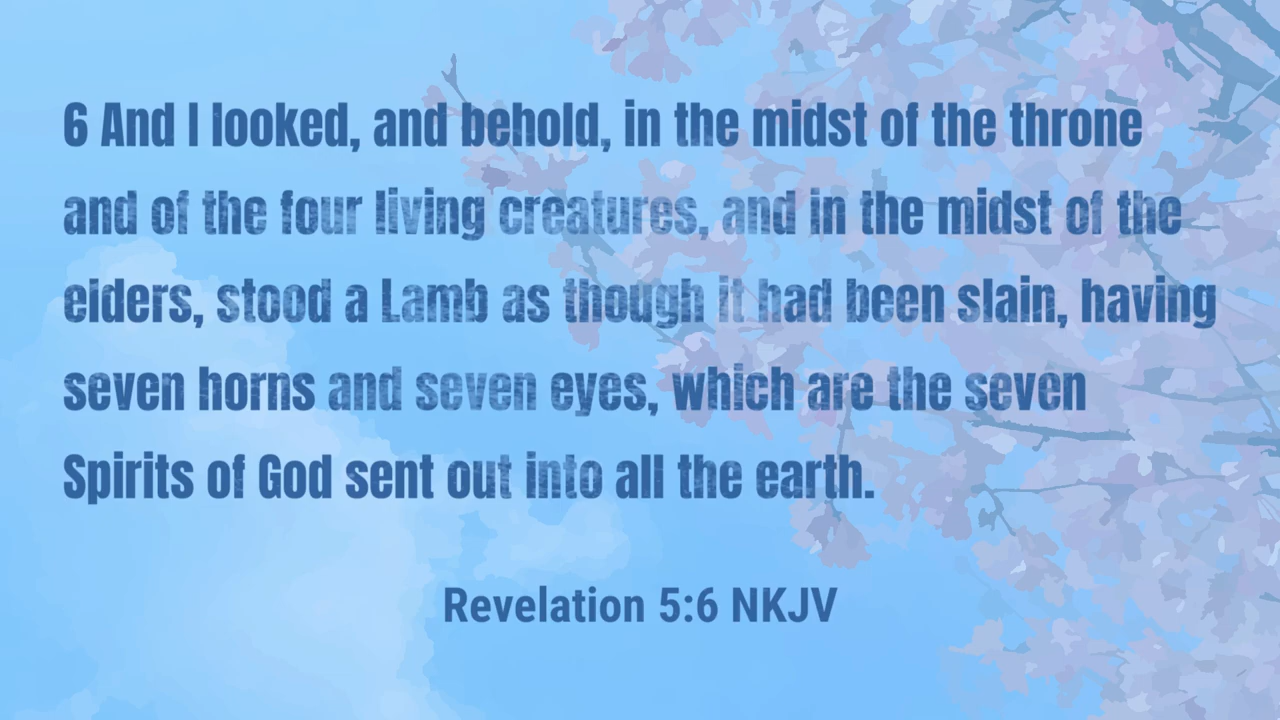 6 And I looked, and behold, in the midst of the throne
and of the four living creatures, and in the midst of the
elders, stood a Lamb as though it had been slain, having
seven horns and seven eyes, which are the seven
Spirits of God sent out into all the earth.
Revelation 5:6 NKJV